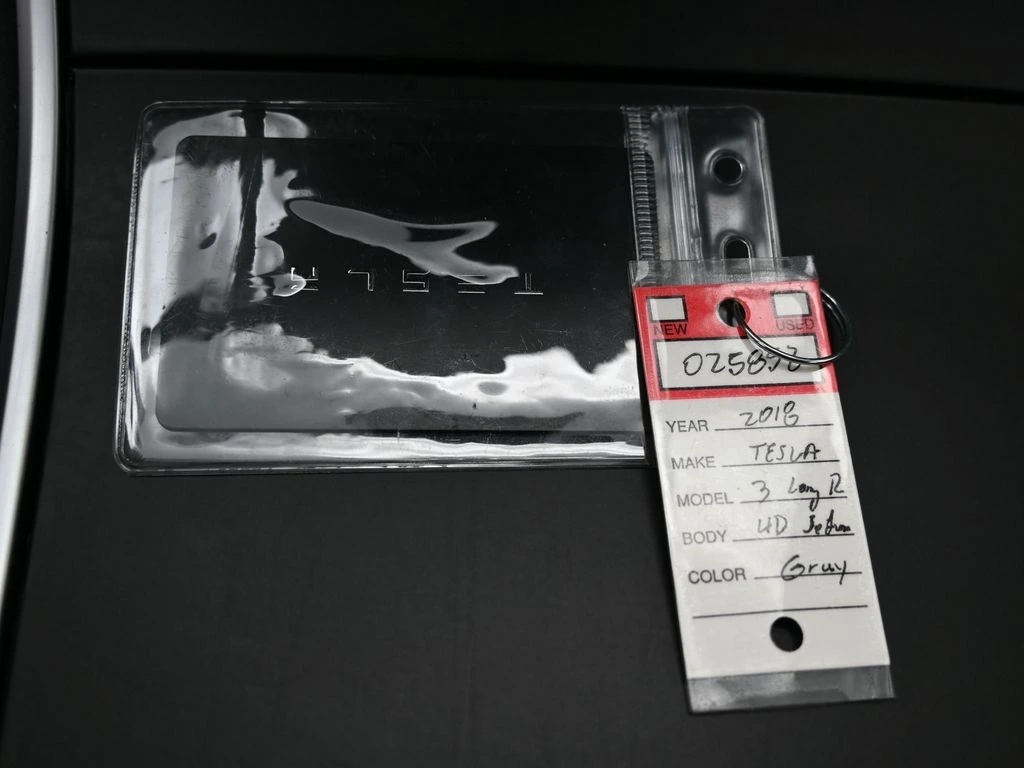 TESLA
NEW USED
YEAR 2018
MAKE TESLA
MODEL 3 Long R
BODY 4D Sedan
COLOR Gray